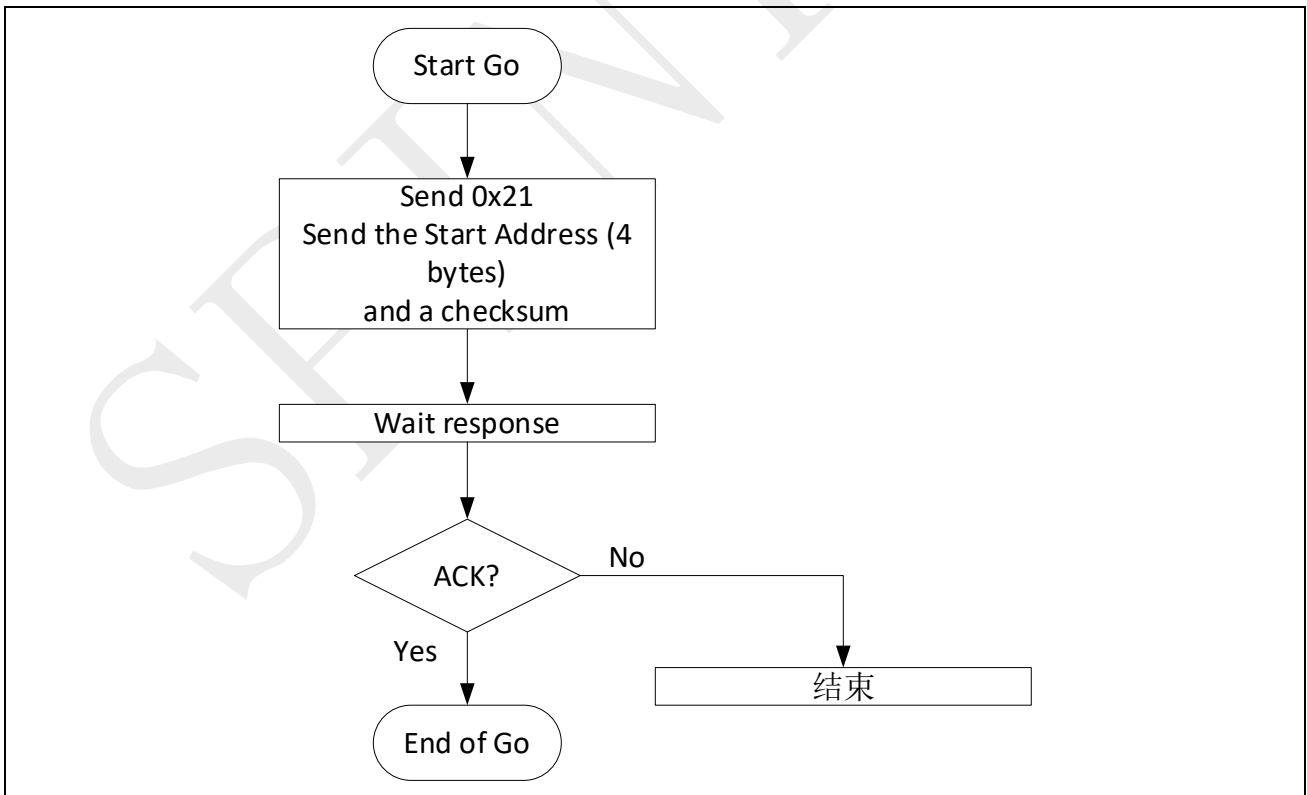 Start Go
Send 0x21
Send the Start Address (4
bytes)
and a checksum
Wait response
ACK?
No
Yes
结束
End of Go